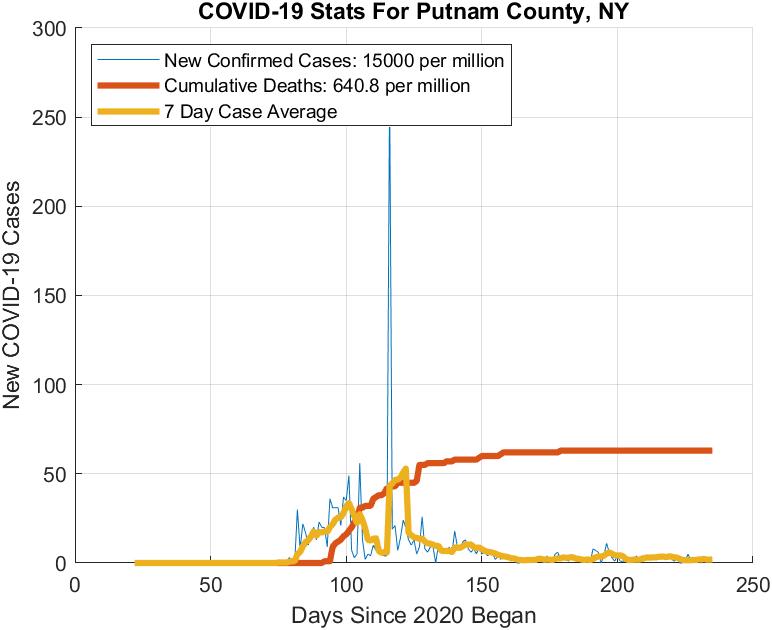 COVID-19 Stats For Putnam County, NY
300
New Confirmed Cases: 15000 per million
Cumulative Deaths: 640.8 per million
7 Day Case Average
250
200
150
100
50
0
New COVID-19 Cases
0 50 100 150 200 250
Days Since 2020 Began